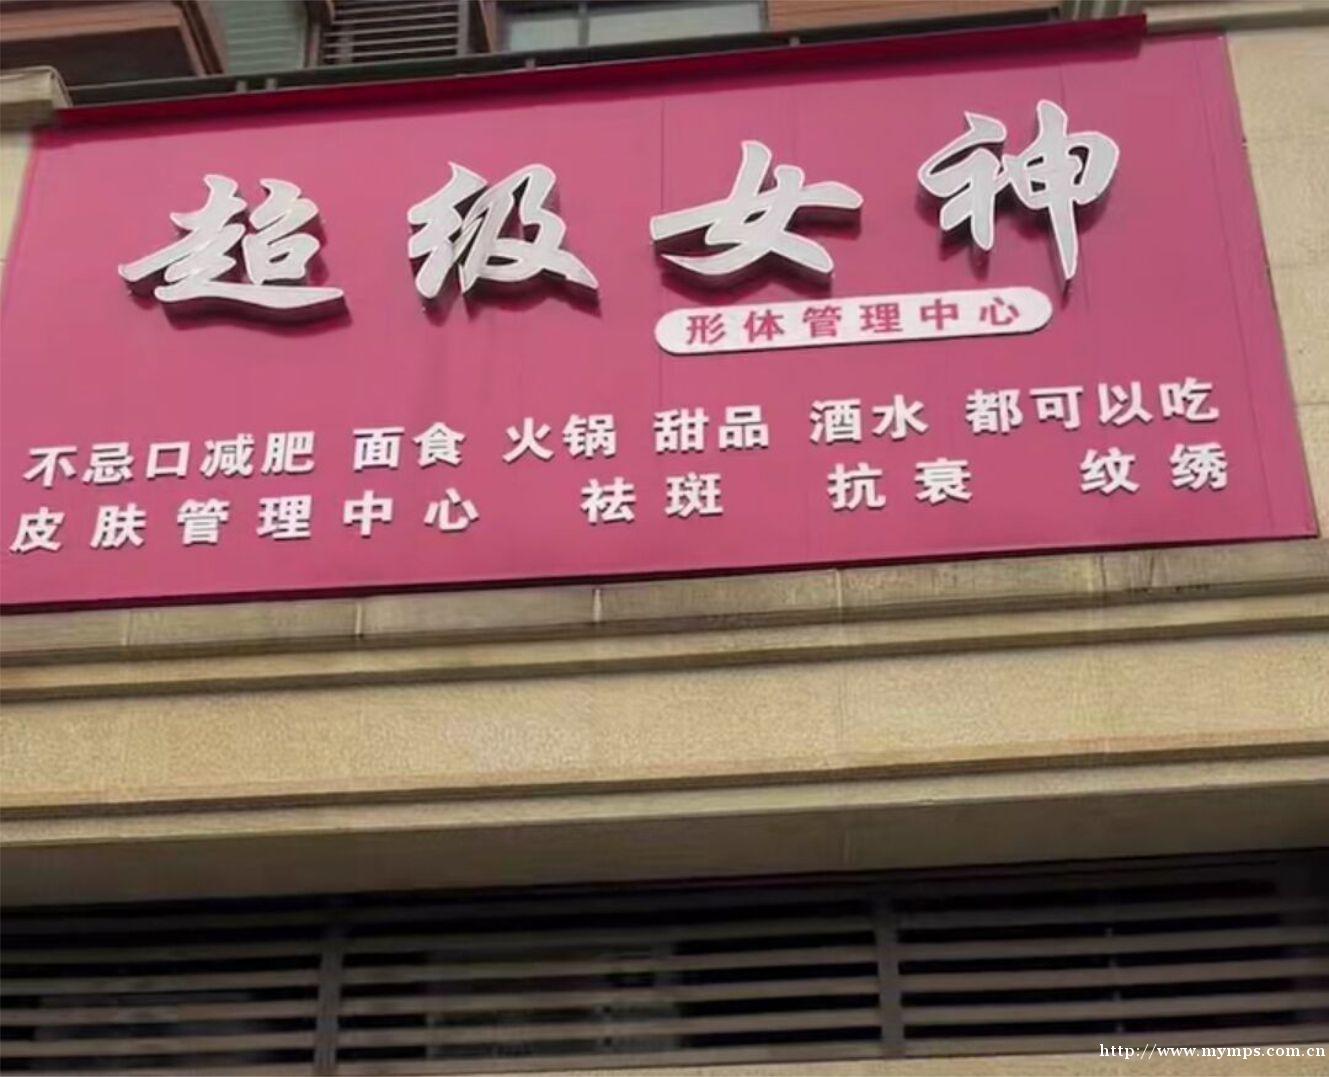 超级女神
形体管理中心
不忌口减肥 面食 火锅 甜品 酒水 都可以吃
皮肤管理中心 祛斑 抗衰 纹绣
http://www.mymps.com.cn